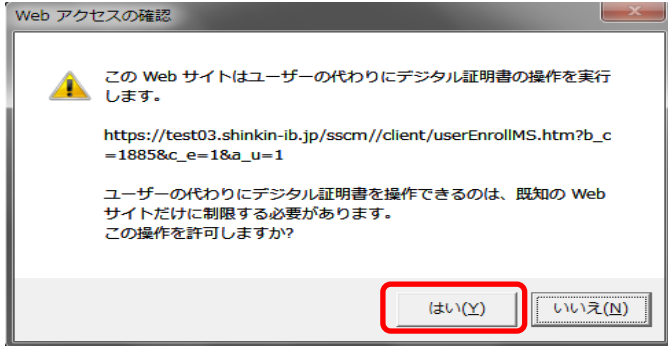 Web アクセスの確認
この Web サイトはユーザーの代わりにデジタル証明書の操作を実行
します。
https://test03.shinkin-ib.jp/sscm//client/userEnrollMS.htm?b_c
=1885&c_e=1&a_u=1
ユーザーの代わりにデジタル証明書を操作できるのは、既知の Web
サイトだけに制限する必要があります。
この操作を許可しますか?
はい(Y)
いいえ(N)